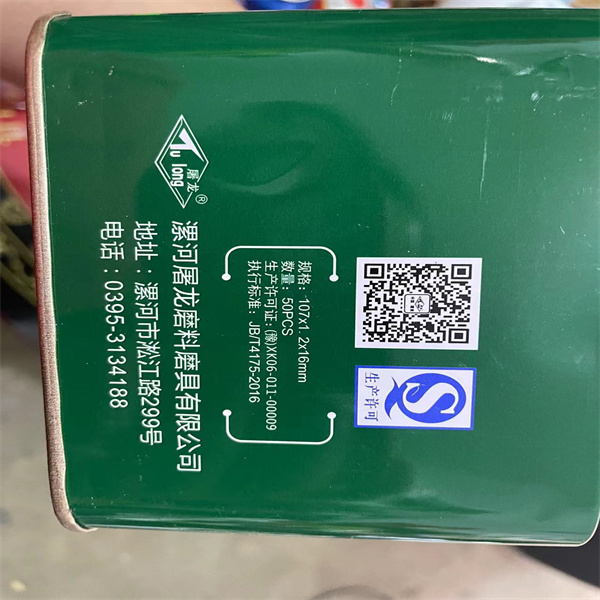 Tu long
屠龙®
漯河屠龙磨料磨具有限公司
地址：漯河市淞江路299号
电话：0395-3134188
规格：107x1.2x16mm
数量：50PCS
生产许可证：(豫)XK06-011-00009
执行标准：JB/T4175-2016
生产许可